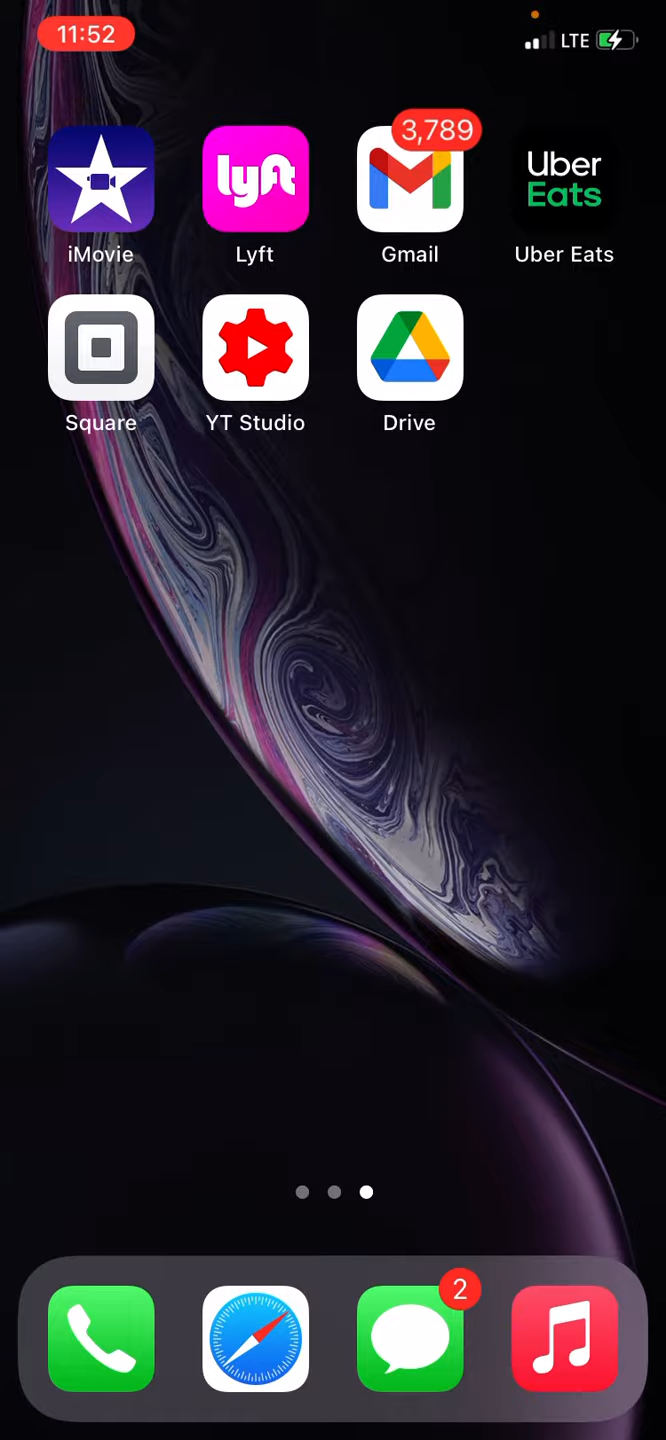 11:52
LTE
3,789
lyft
Uber
Eats
iMovie
Lyft
Gmail
Uber Eats
Square
YT Studio
Drive
2